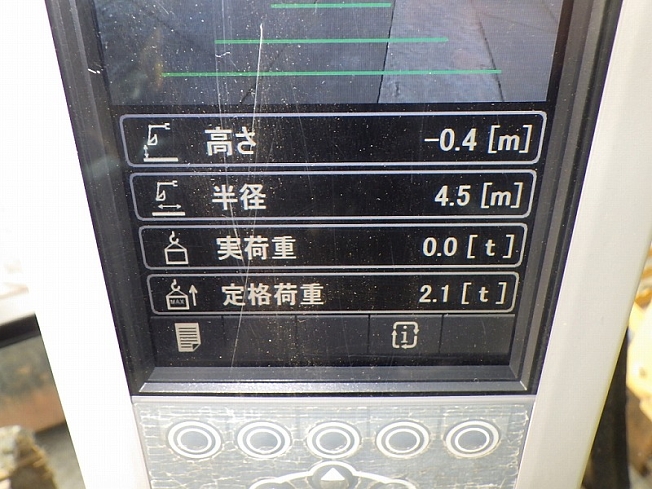 高さ -0.4 [m]
半径 4.5 [m]
実荷重 0.0 [t]
MAX 定格荷重 2.1 [t]